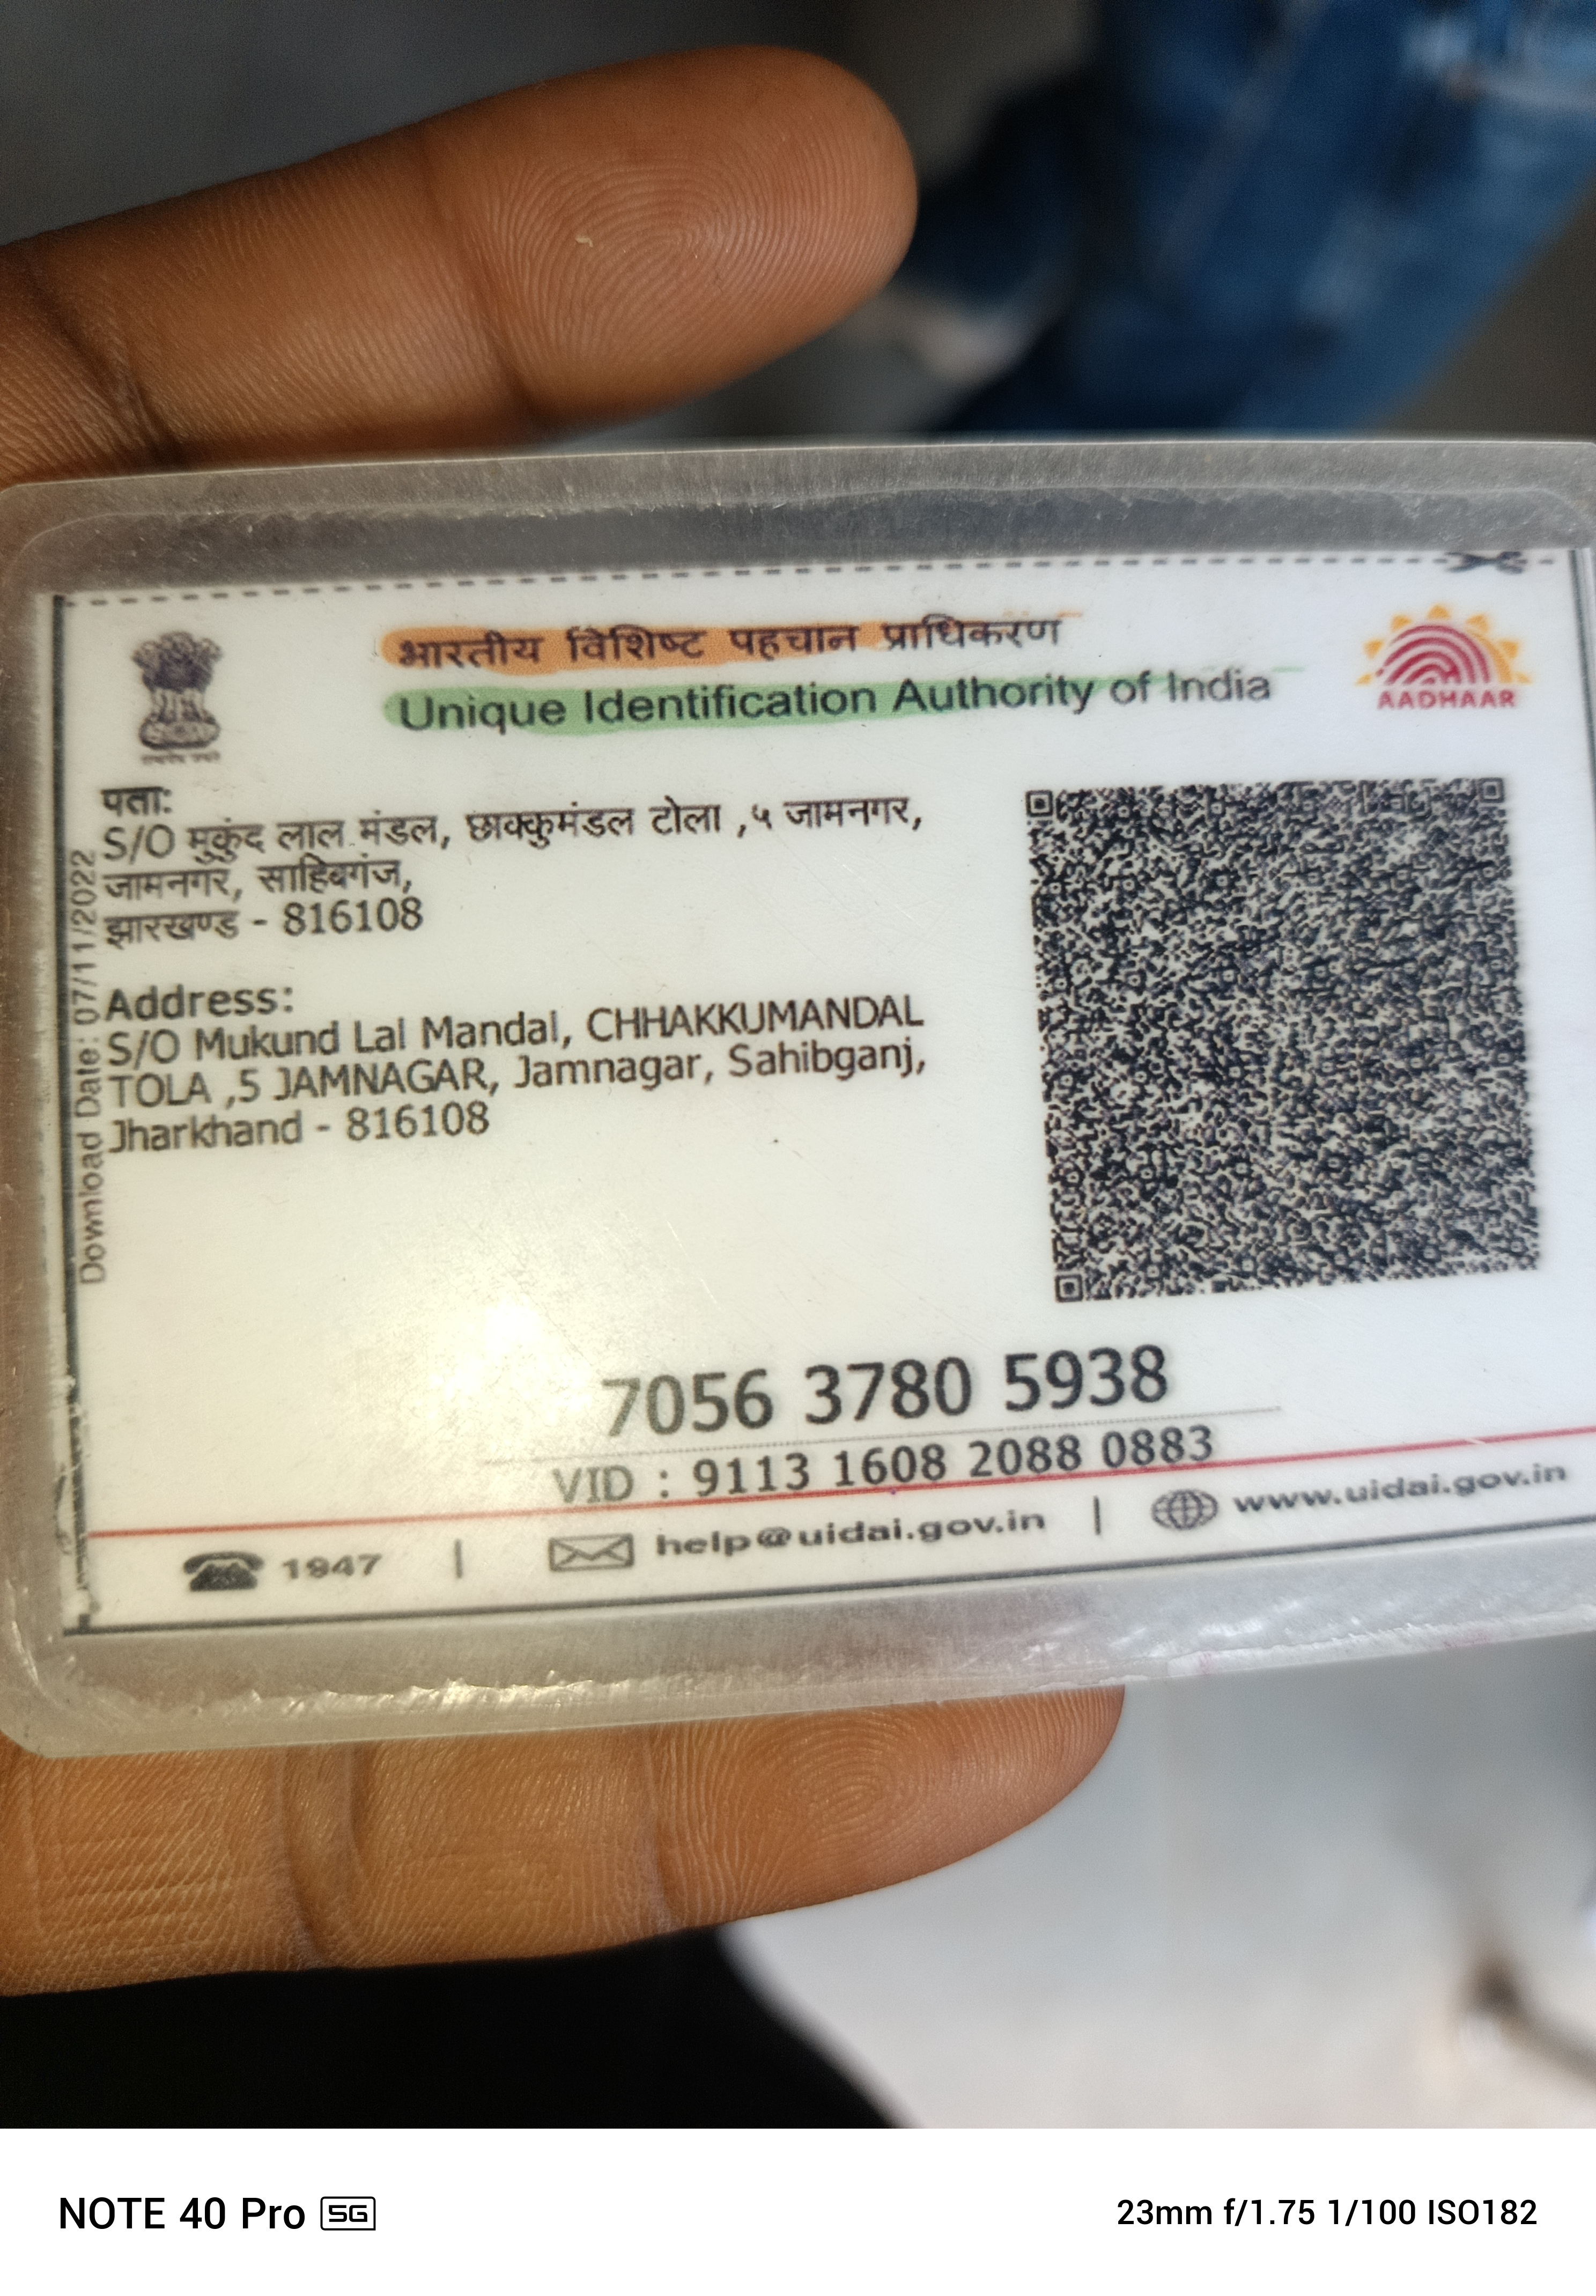 भारतीय विशिष्ट पहचान प्राधिकरण
Unique Identification Authority of India
AADHAAR
पता:
S/O मुकुंद लाल मंडल, छाक्कुमंडल टोला ,५ जामनगर,
जामनगर, साहिबगंज,
झारखण्ड - 816108
Address:
S/O Mukund Lal Mandal, CHHAKKUMANDAL
TOLA ,5 JAMNAGAR, Jamnagar, Sahibganj,
Jharkhand - 816108
Download Date: 07/11/2022
7056 3780 5938
VID : 9113 1608 2088 0883
1947 | help@uidai.gov.in | www.uidai.gov.in
NOTE 40 Pro 5G
23mm f/1.75 1/100 ISO182